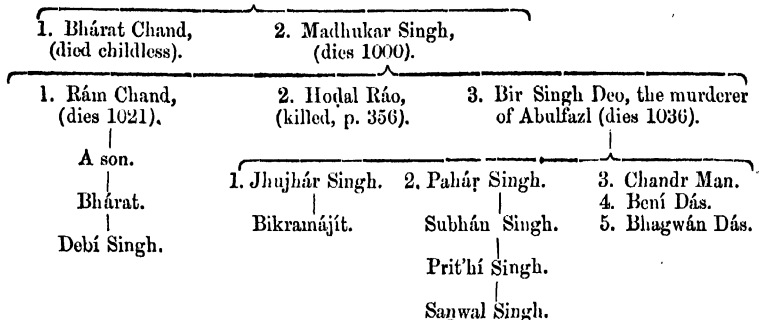 1. Bhárat Chand, 2. Madhukar Singh,
(died childless). (dies 1000).
1. Rám Chand, 2. Hoḍal Ráo, 3. Bir Singh Deo, the murderer
(dies 1021). (killed, p. 356). of Abulfazl (dies 1036).
A son.
1. Jhujhár Singh. 2. Paháṛ Singh. 3. Chandr Man.
Bhárat. 4. Bení Dás.
Bikramájít. Subhán Singh. 5. Bhagwán Dás.
Debí Singh.
Prit'hí Singh.
Sanwal Singh.